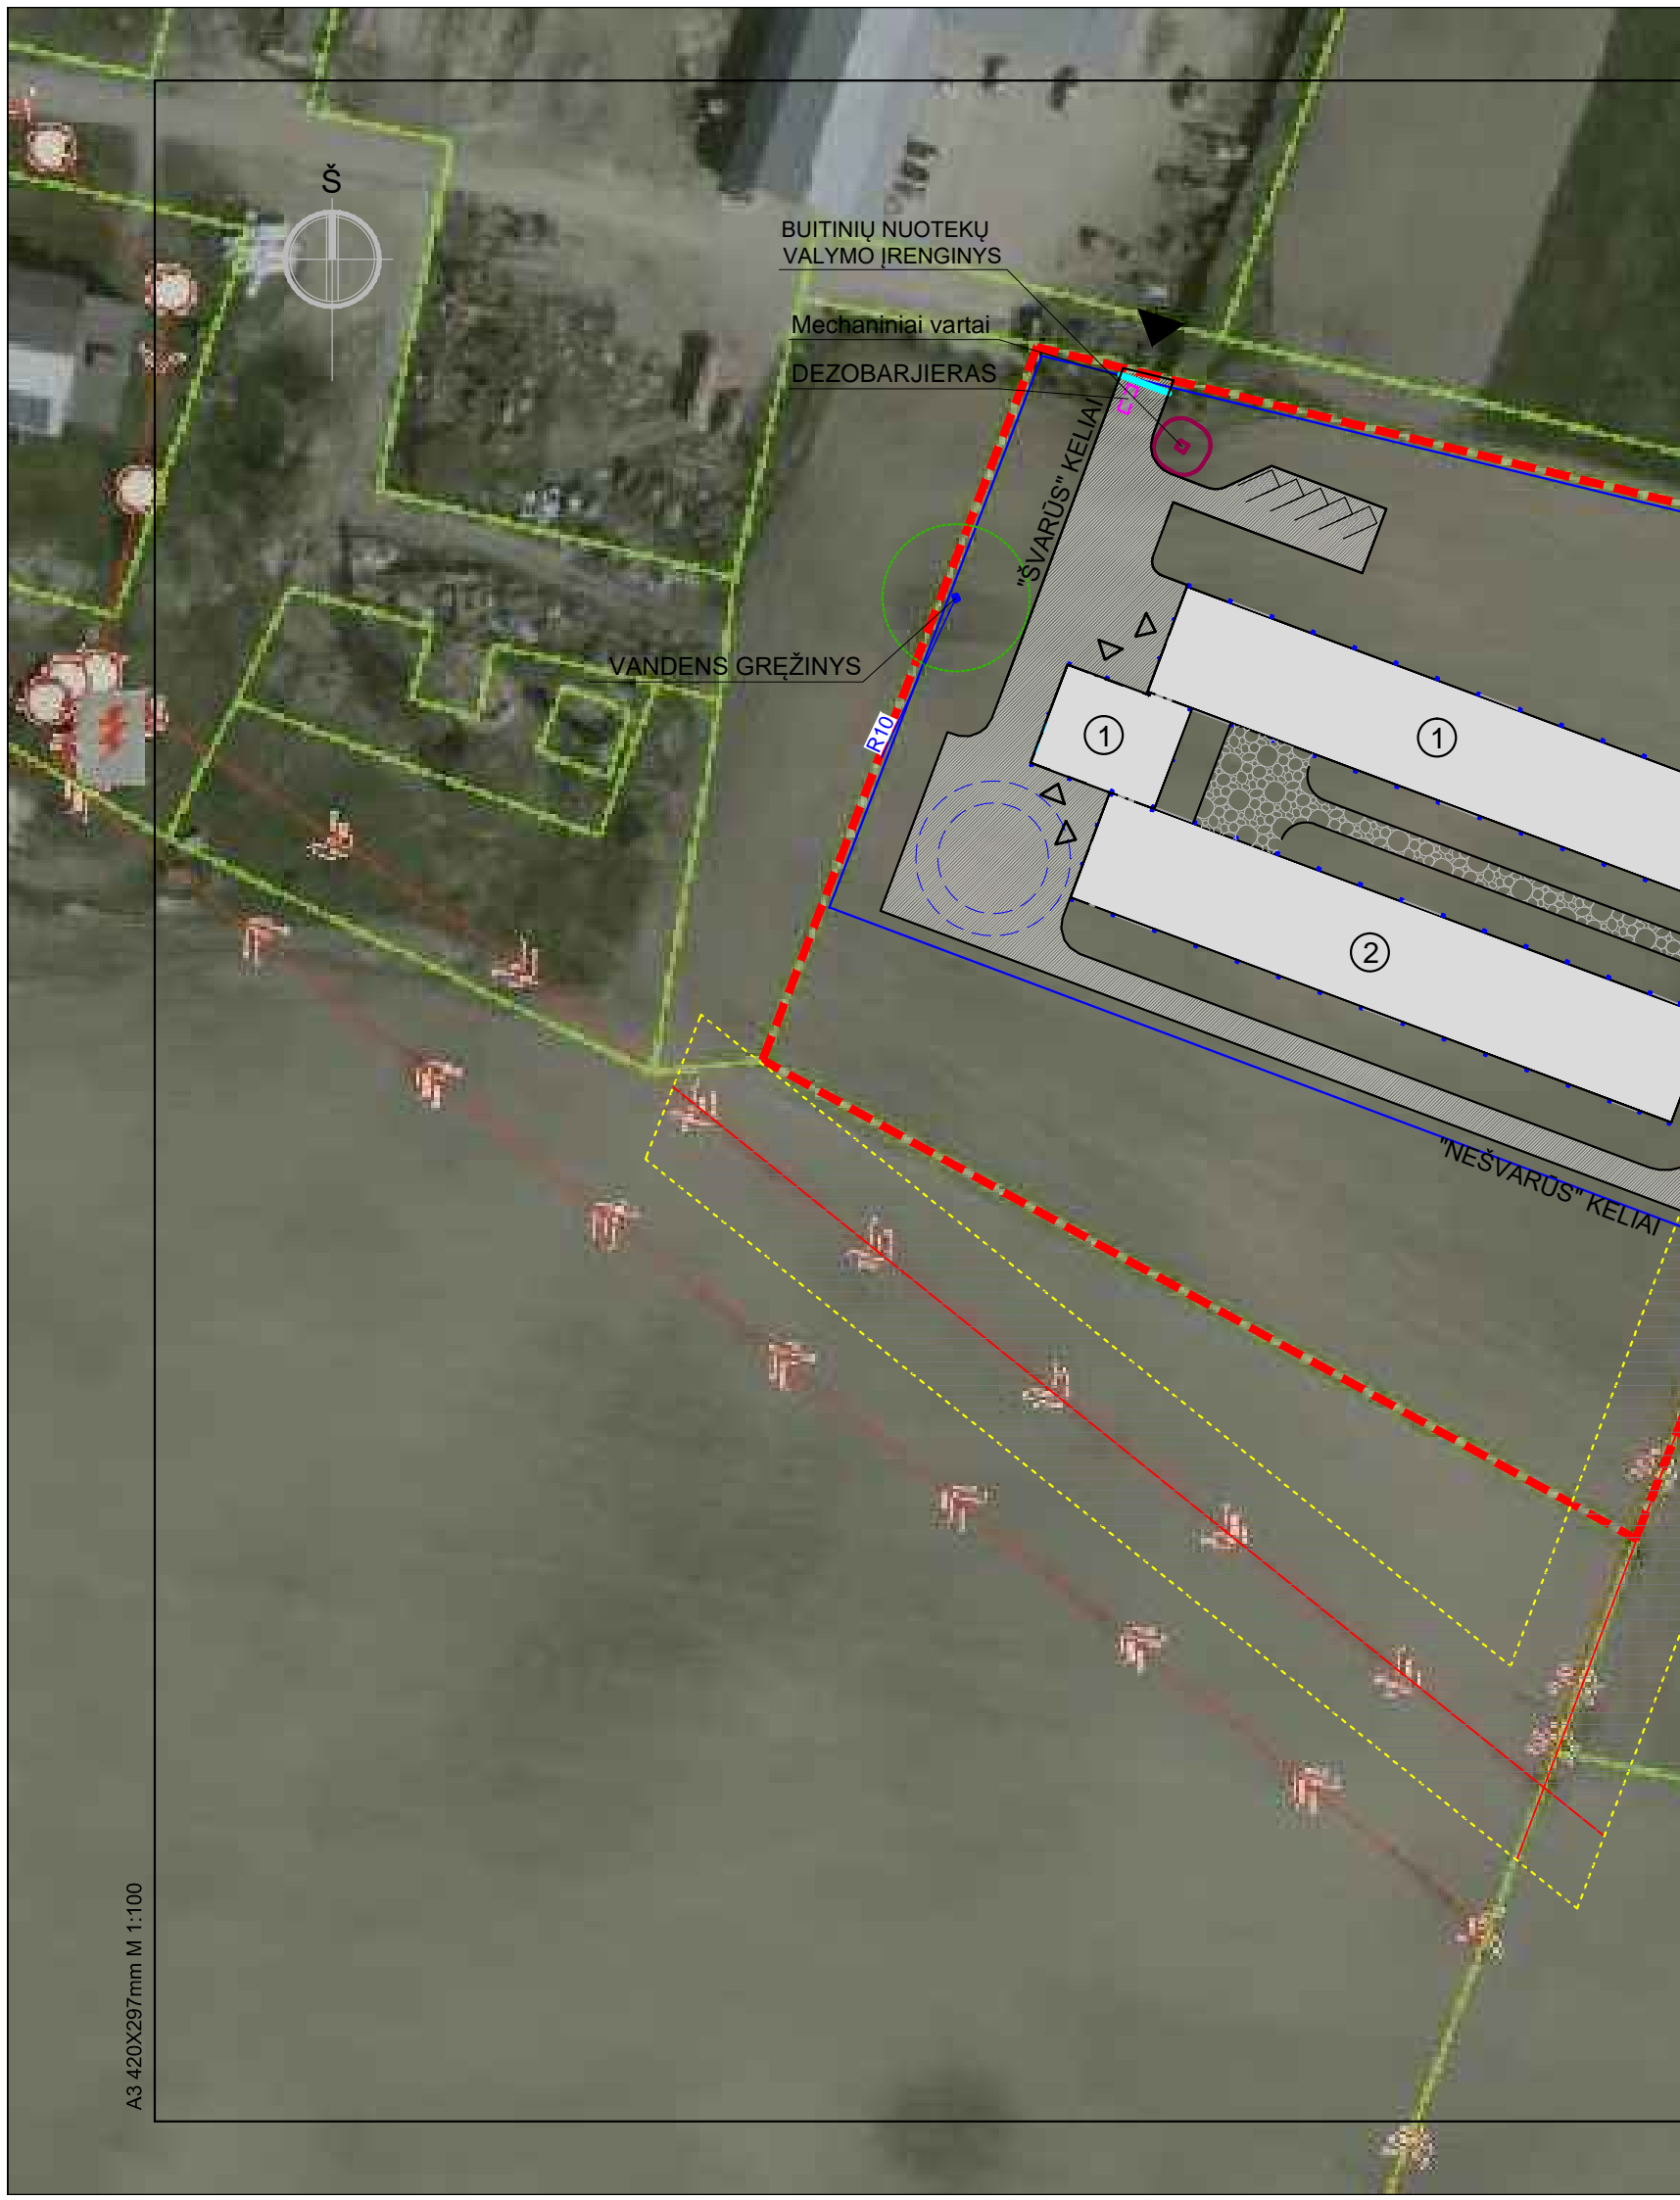 Š
BUITINIŲ NUOTEKŲ
VALYMO ĮRENGINYS
Mechaniniai vartai
DEZOBARJIERAS
"ŠVARŪS" KELIAI
VANDENS GRĘŽINYS
R10
1
1
2
"NEŠVARŪS" KELIAI
A3 420X297mm M 1:100